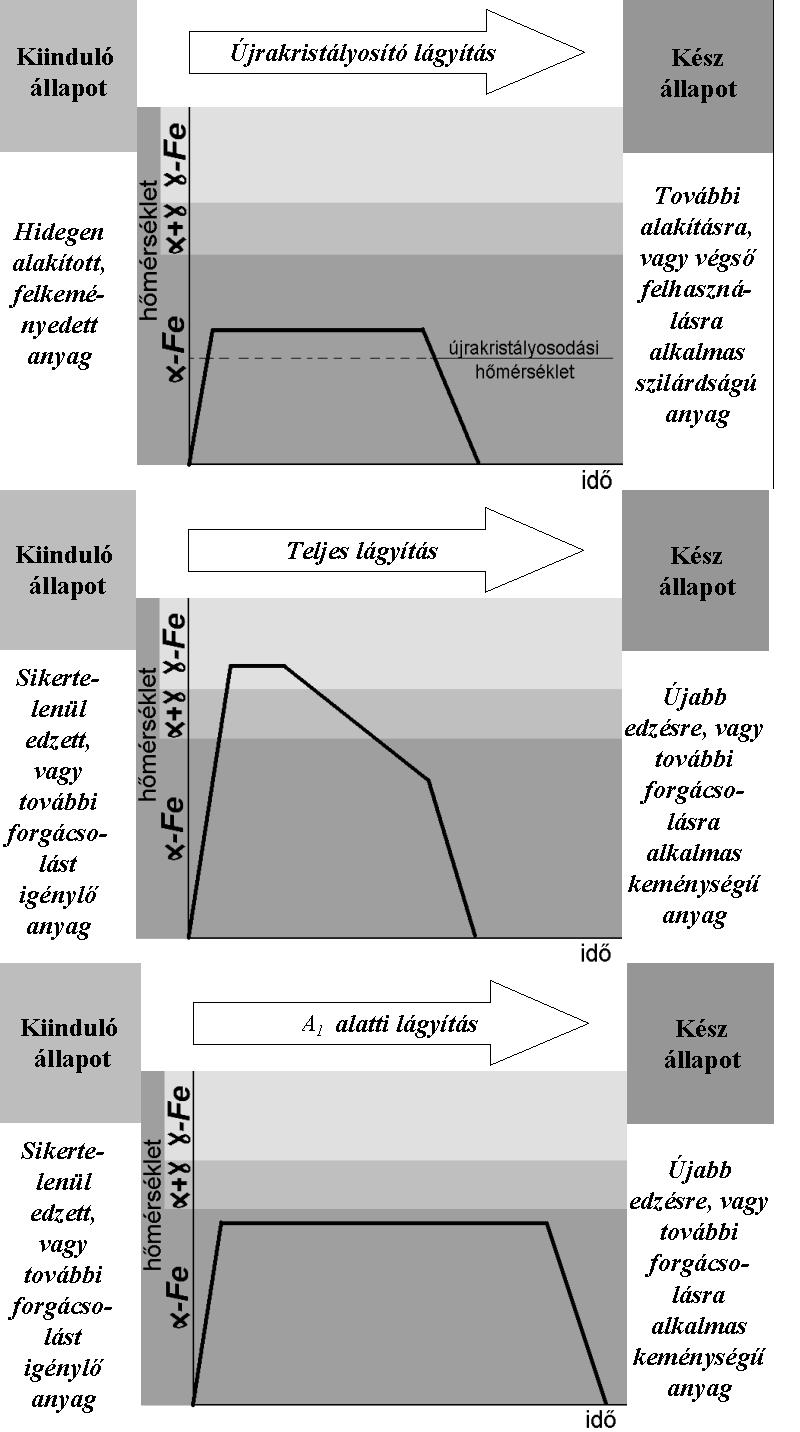 Kiinduló
állapot
Újrakristályosító lágyítás
Kész
állapot
Hidegen
alakított,
felkemé-
nyedett
anyag
hőmérséklet
ɣ-Fe
α+ɣ
α-Fe
újrakristályosodási
hőmérséklet
idő
További
alakításra,
vagy végső
felhaszná-
lásra
alkalmas
szilárdságú
anyag
Kiinduló
állapot
Teljes lágyítás
Kész
állapot
Sikerte-
lenül
edzett,
vagy
további
forgácso-
lást
igénylő
anyag
hőmérséklet
ɣ-Fe
α+ɣ
α-Fe
idő
Újabb
edzésre, vagy
további
forgácso-
lásra
alkalmas
keménységű
anyag
Kiinduló
állapot
A₁ alatti lágyítás
Kész
állapot
Sikerte-
lenül
edzett,
vagy
további
forgácso-
lást
igénylő
anyag
hőmérséklet
ɣ-Fe
α+ɣ
α-Fe
idő
Újabb
edzésre, vagy
további
forgácso-
lásra
alkalmas
keménységű
anyag